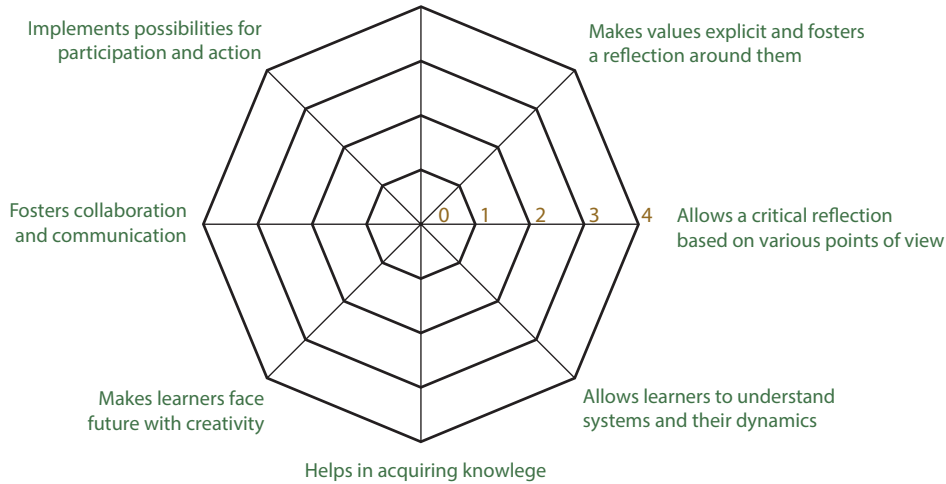 Implements possibilities for
participation and action
Makes values explicit and fosters
a reflection around them
Fosters collaboration
and communication
0 1 2 3 4
Allows a critical reflection
based on various points of view
Makes learners face
future with creativity
Allows learners to understand
systems and their dynamics
Helps in acquiring knowlege